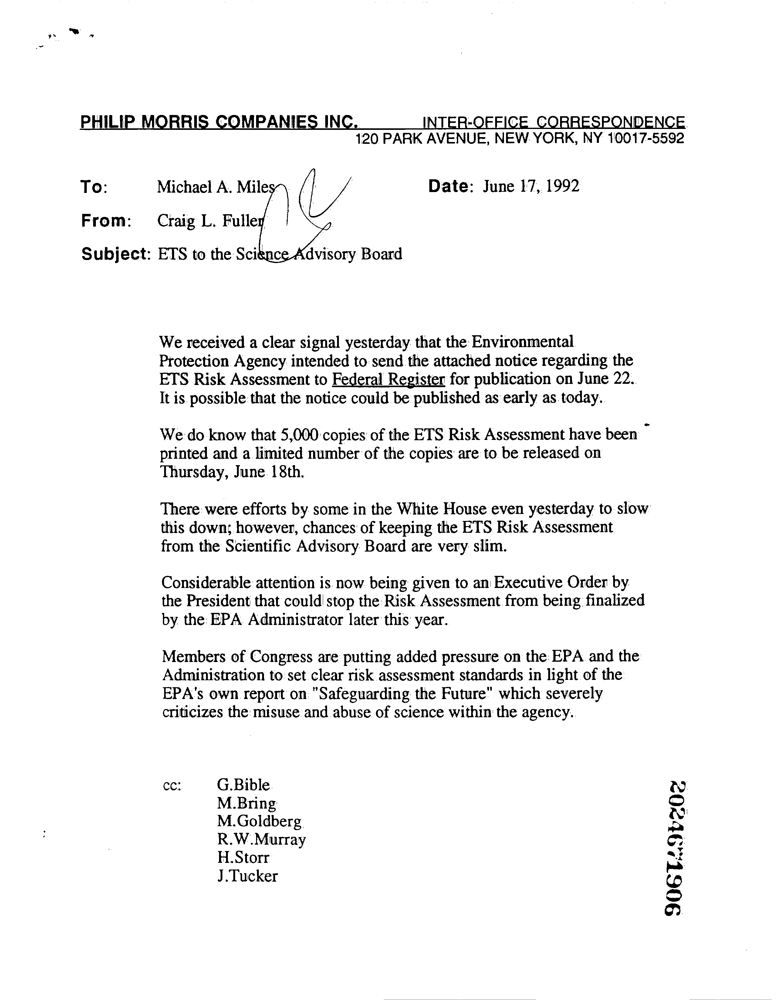 PHILIP MORRIS COMPANIES INC. INTER-OFFICE CORRESPONDENCE
120 PARK AVENUE, NEW YORK, NY 10017-5592
To: Michael A. Miles Date: June 17, 1992
From: Craig L. Fuller
Subject: ETS to the Science Advisory Board
We received a clear signal yesterday that the Environmental
Protection Agency intended to send the attached notice regarding the
ETS Risk Assessment to Federal Register for publication on June 22.
It is possible that the notice could be published as early as today.
We do know that 5,000 copies of the ETS Risk Assessment have been
printed and a limited number of the copies are to be released on
Thursday, June 18th.
There were efforts by some in the White House even yesterday to slow
this down; however, chances of keeping the ETS Risk Assessment
from the Scientific Advisory Board are very slim.
Considerable attention is now being given to an Executive Order by
the President that could stop the Risk Assessment from being finalized
by the EPA Administrator later this year.
Members of Congress are putting added pressure on the EPA and the
Administration to set clear risk assessment standards in light of the
EPA's own report on "Safeguarding the Future" which severely
criticizes the misuse and abuse of science within the agency.
cc: G.Bible
M.Bring
M.Goldberg
R.W.Murray
H.Storr
J.Tucker
2024671906